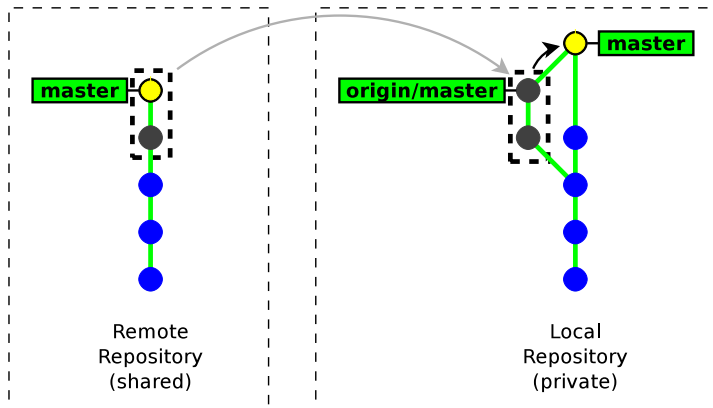 master
origin/master
master
Remote
Repository
(shared)
Local
Repository
(private)